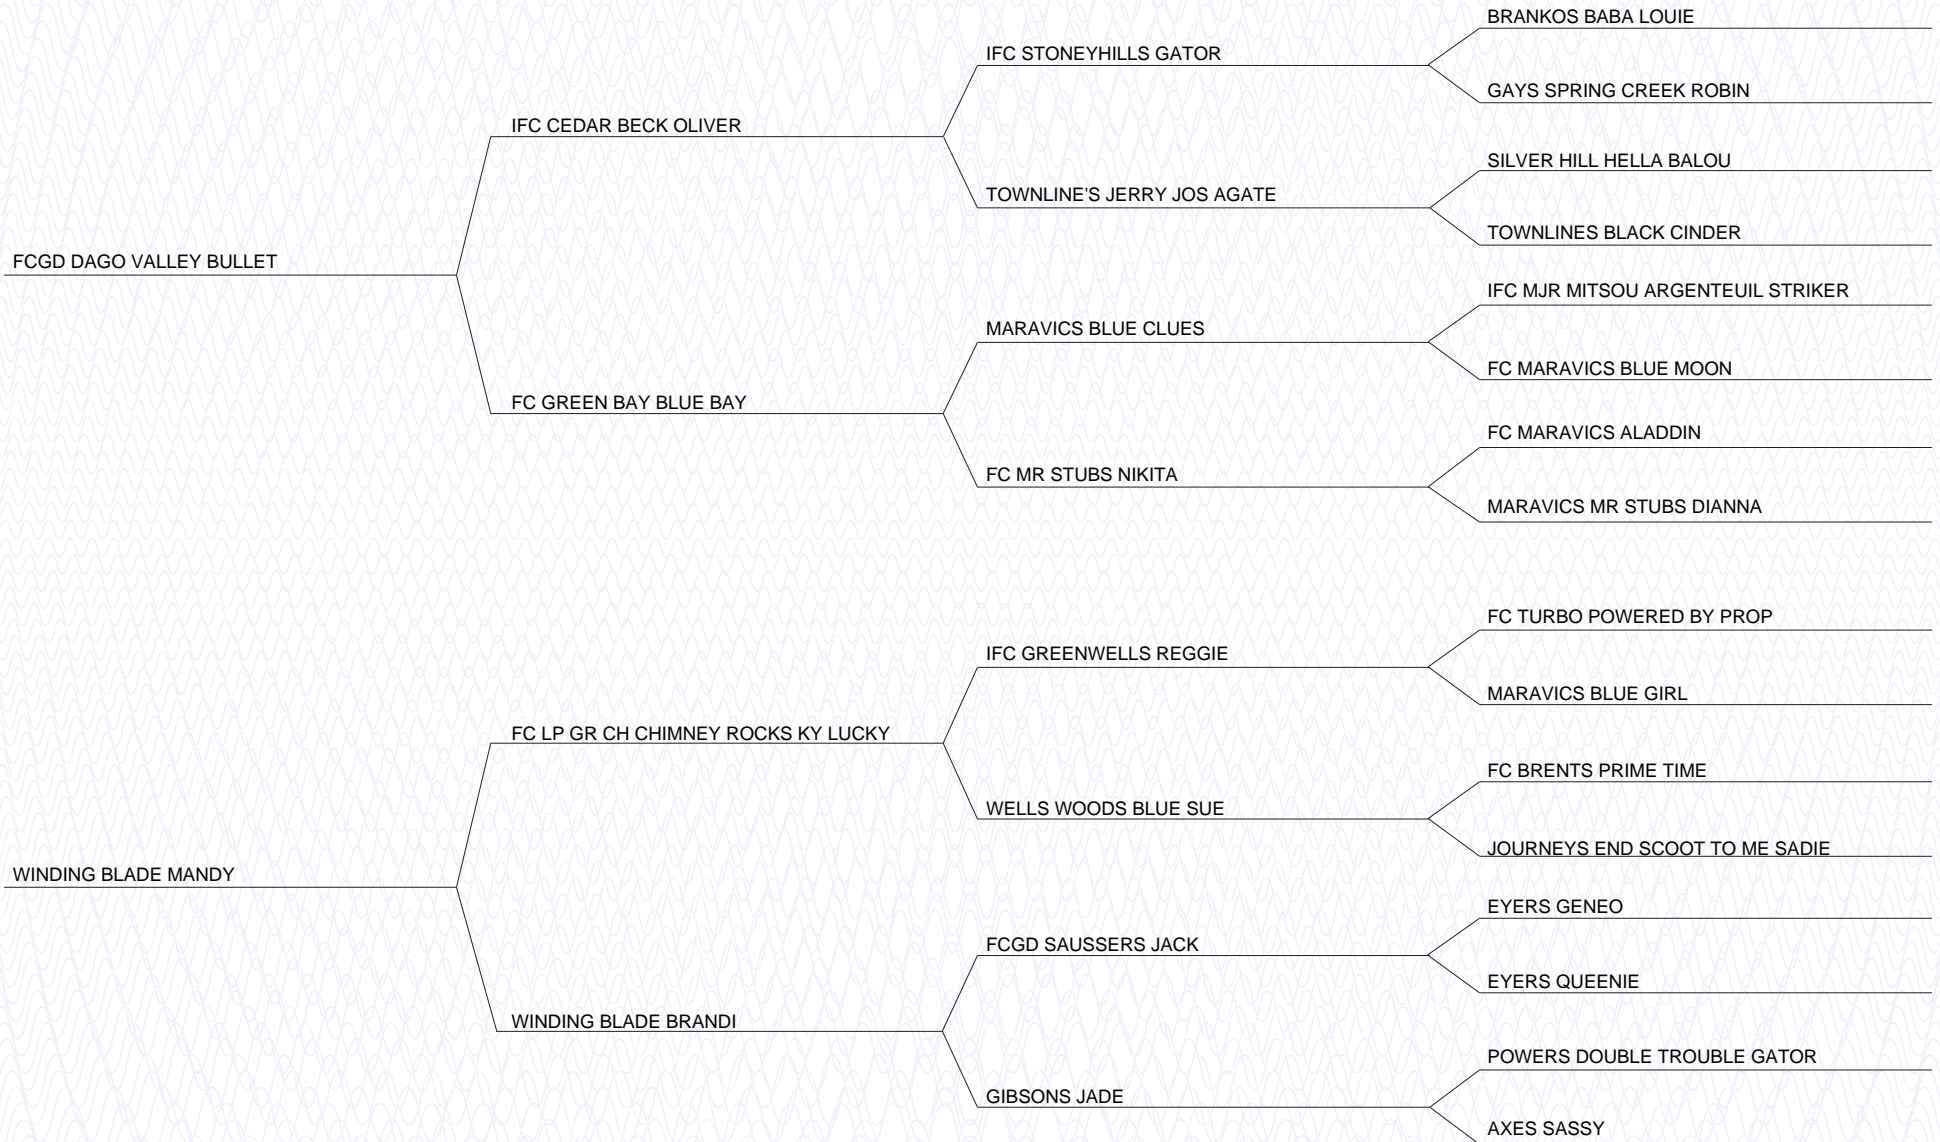 BRANKOS BABA LOUIE
IFC STONEYHILLS GATOR
GAYS SPRING CREEK ROBIN
IFC CEDAR BECK OLIVER
SILVER HILL HELLA BALOU
TOWNLINE'S JERRY JOS AGATE
TOWNLINES BLACK CINDER
FCGD DAGO VALLEY BULLET
IFC MJR MITSOU ARGENTEUIL STRIKER
MARAVICS BLUE CLUES
FC MARAVICS BLUE MOON
FC GREEN BAY BLUE BAY
FC MARAVICS ALADDIN
FC MR STUBS NIKITA
MARAVICS MR STUBS DIANNA
FC TURBO POWERED BY PROP
IFC GREENWELLS REGGIE
MARAVICS BLUE GIRL
FC LP GR CH CHIMNEY ROCKS KY LUCKY
FC BRENTS PRIME TIME
WELLS WOODS BLUE SUE
JOURNEYS END SCOOT TO ME SADIE
WINDING BLADE MANDY
EYERS GENEO
FCGD SAUSSERS JACK
EYERS QUEENIE
WINDING BLADE BRANDI
POWERS DOUBLE TROUBLE GATOR
GIBSONS JADE
AXES SASSY